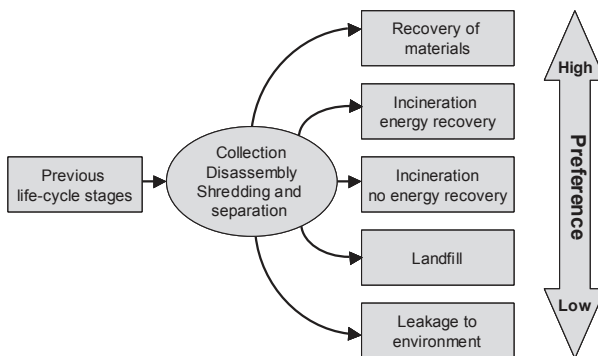 Previous
life-cycle stages
Collection
Disassembly
Shredding and
separation
Recovery of
materials
Incineration
energy recovery
Incineration
no energy recovery
Landfill
Leakage to
environment
High
Preference
Low